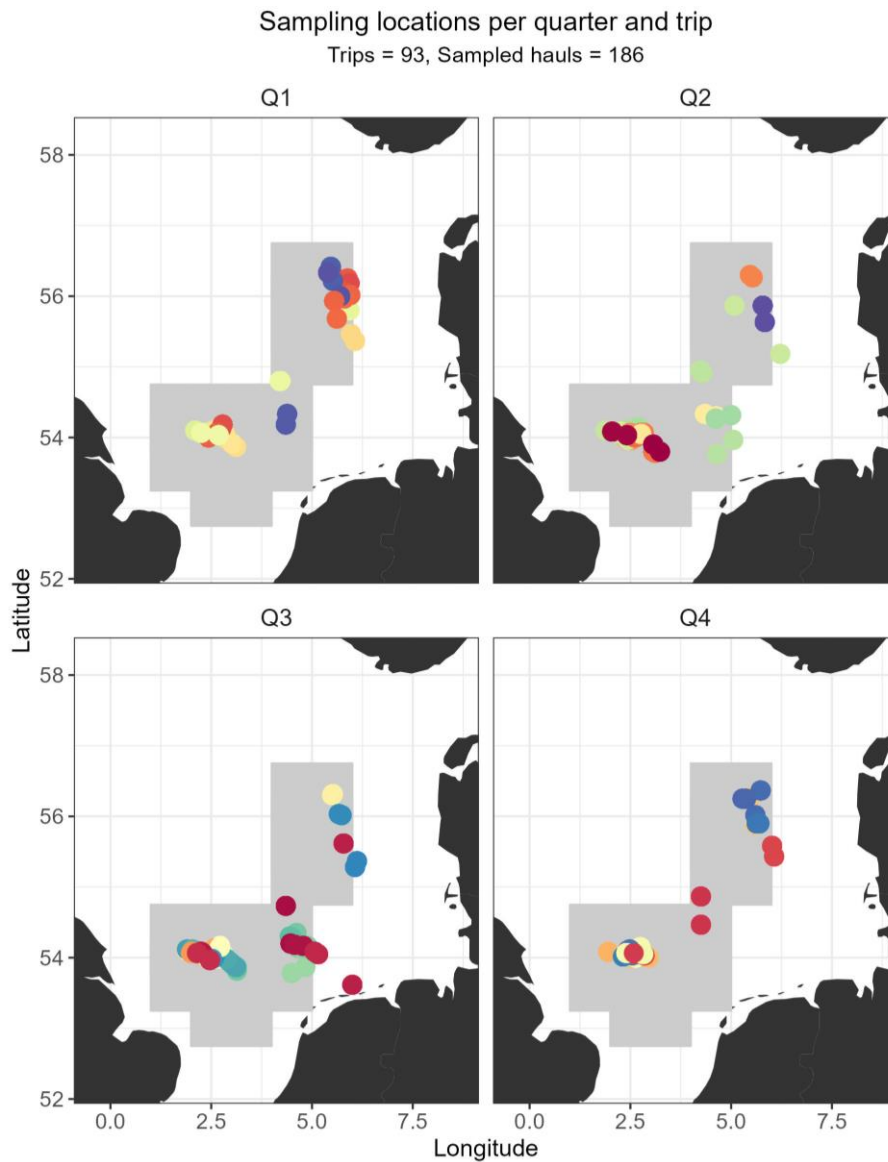 Sampling locations per quarter and trip
Trips = 93, Sampled hauls = 186
Q1
Q2
58
56
54
52
Latitude
Q3
Q4
58
56
54
52
0.0 2.5 5.0 7.5 0.0 2.5 5.0 7.5
Longitude